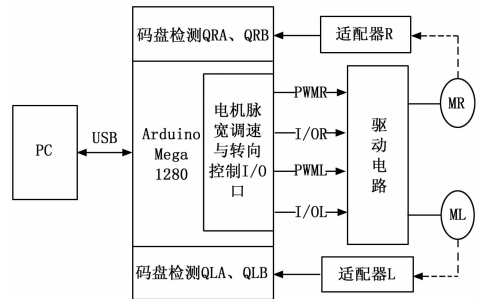 码盘检测QRA、QRB
适配器R
PC
USB
Arduino
Mega
1280
电机脉
宽调速
与转向
控制I/O
口
PWMR
I/OR
PWML
I/OL
驱
动
电
路
MR
ML
码盘检测QLA、QLB
适配器L